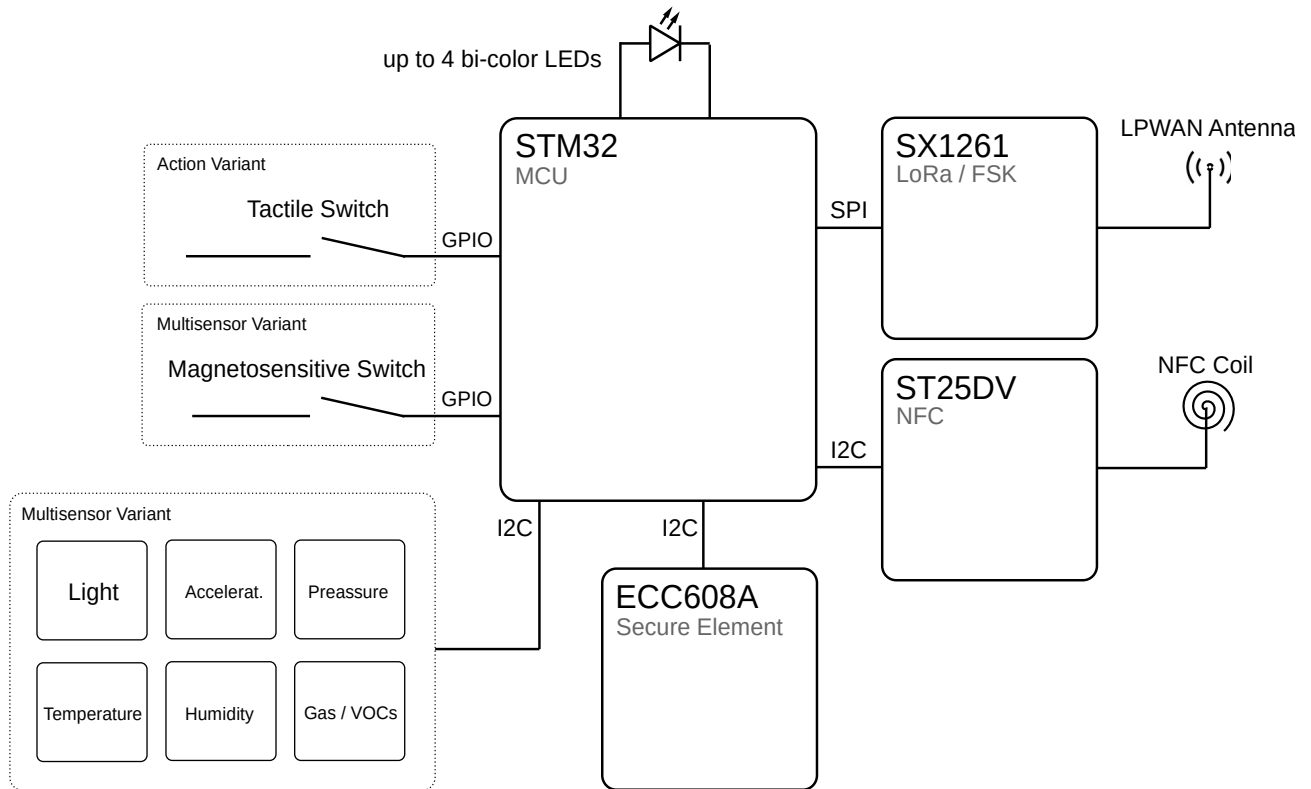 up to 4 bi-color LEDs
STM32
MCU
SX1261
LoRa / FSK
LPWAN Antenna
Action Variant
Tactile Switch
GPIO
SPI
Multisensor Variant
Magnetosensitive Switch
GPIO
ST25DV
NFC
NFC Coil
I2C
Multisensor Variant
I2C
I2C
Light
Accelerat.
Preassure
Temperature
Humidity
Gas / VOCs
ECC608A
Secure Element